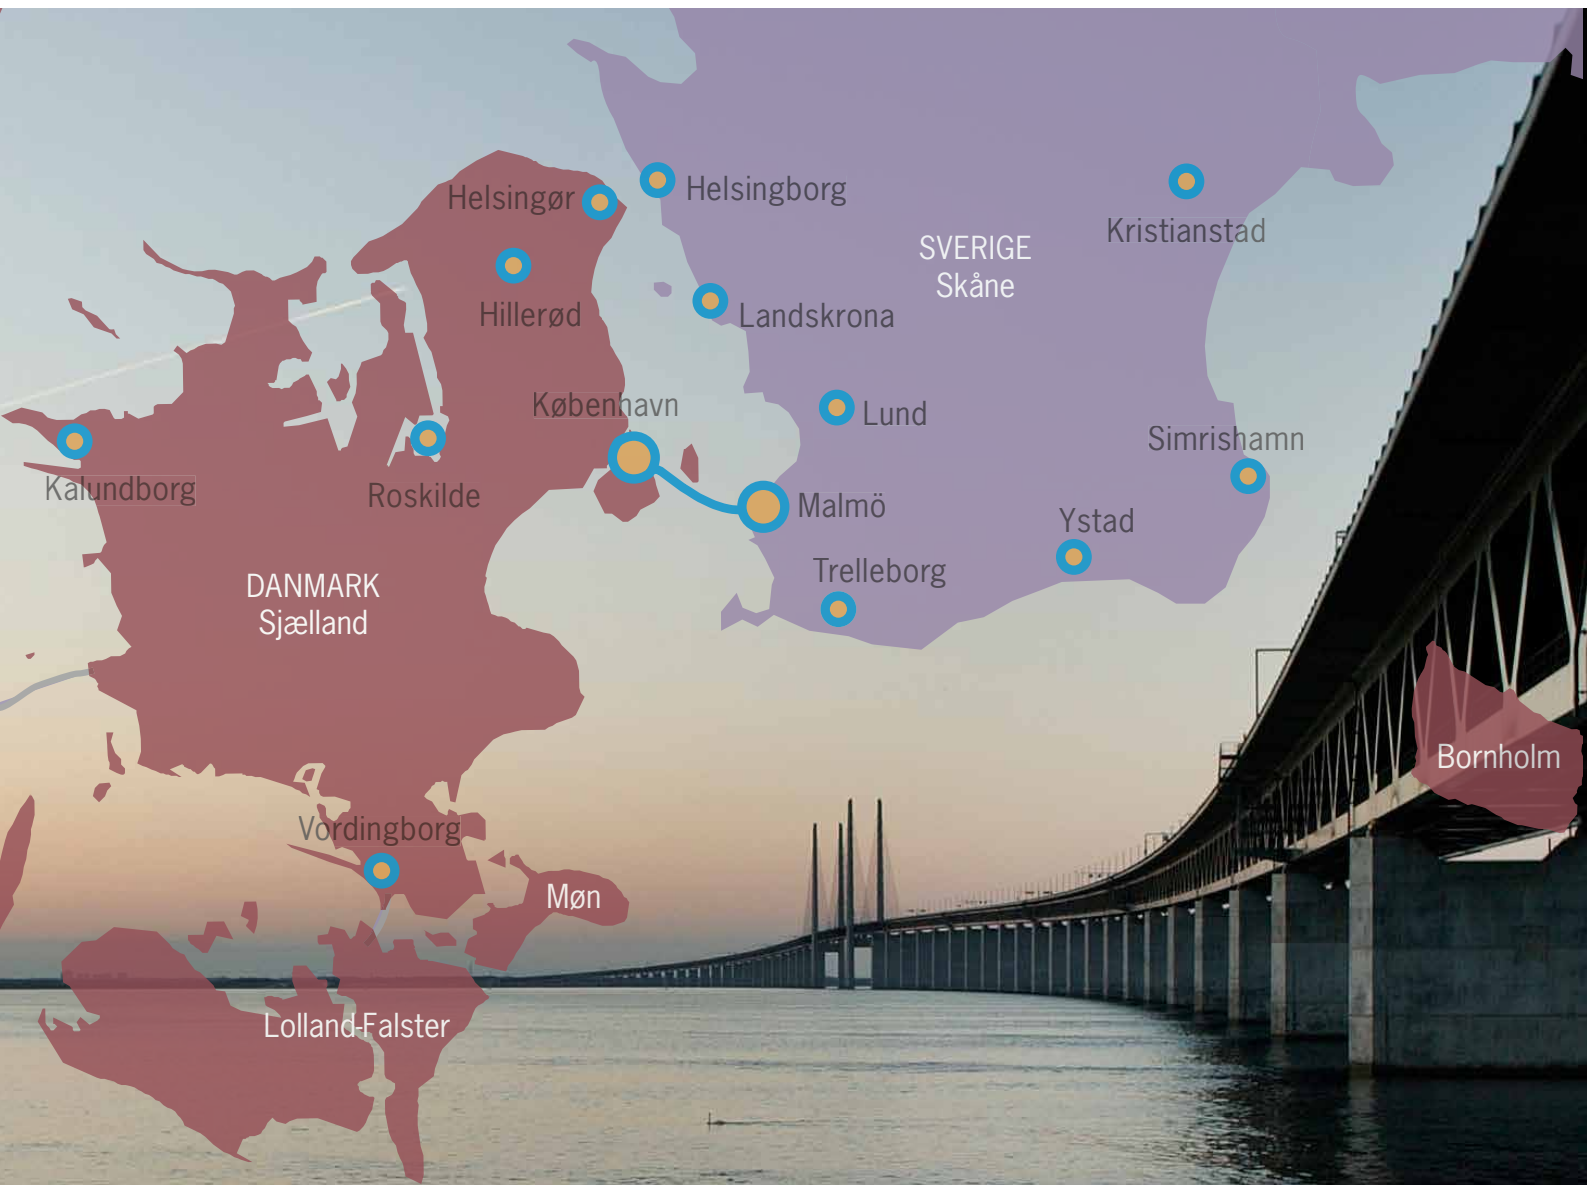 Helsingør
Helsingborg
Kristianstad
SVERIGE
Skåne
Hillerød
Landskrona
København
Lund
Simrishamn
Kalundborg
Roskilde
Malmö
Ystad
Trelleborg
DANMARK
Sjælland
Bornholm
Vordingborg
Møn
Lolland-Falster